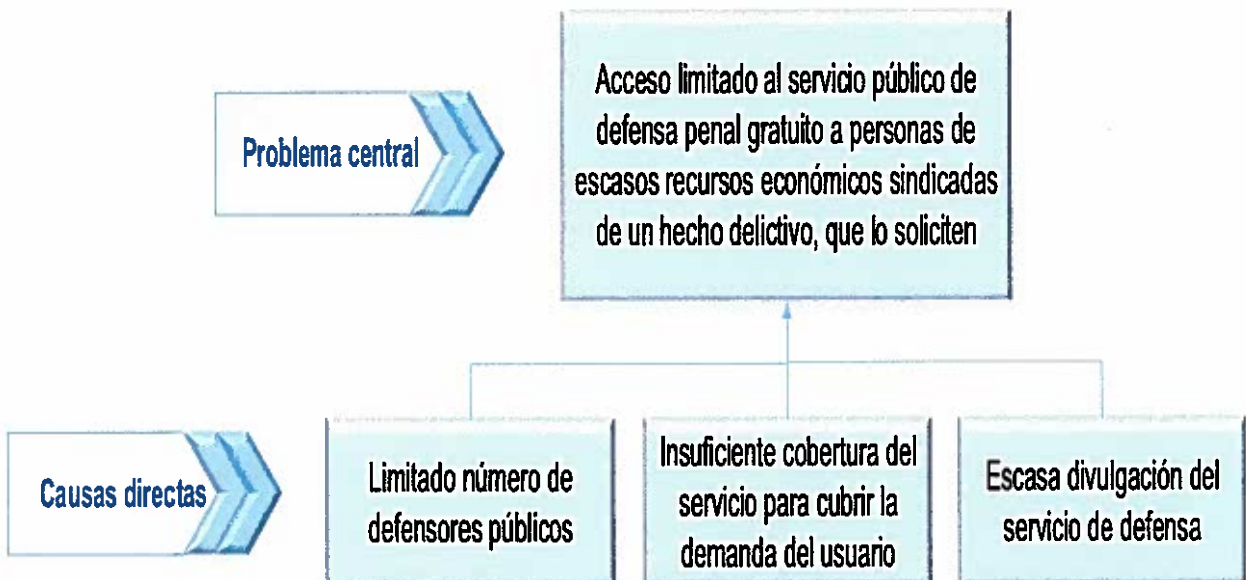 Problema central
Acceso limitado al servicio público de
defensa penal gratuito a personas de
escasos recursos económicos sindicadas
de un hecho delictivo, que lo soliciten
Causas directas
Limitado número de
defensores públicos
Insuficiente cobertura del
servicio para cubrir la
demanda del usuario
Escasa divulgación del
servicio de defensa